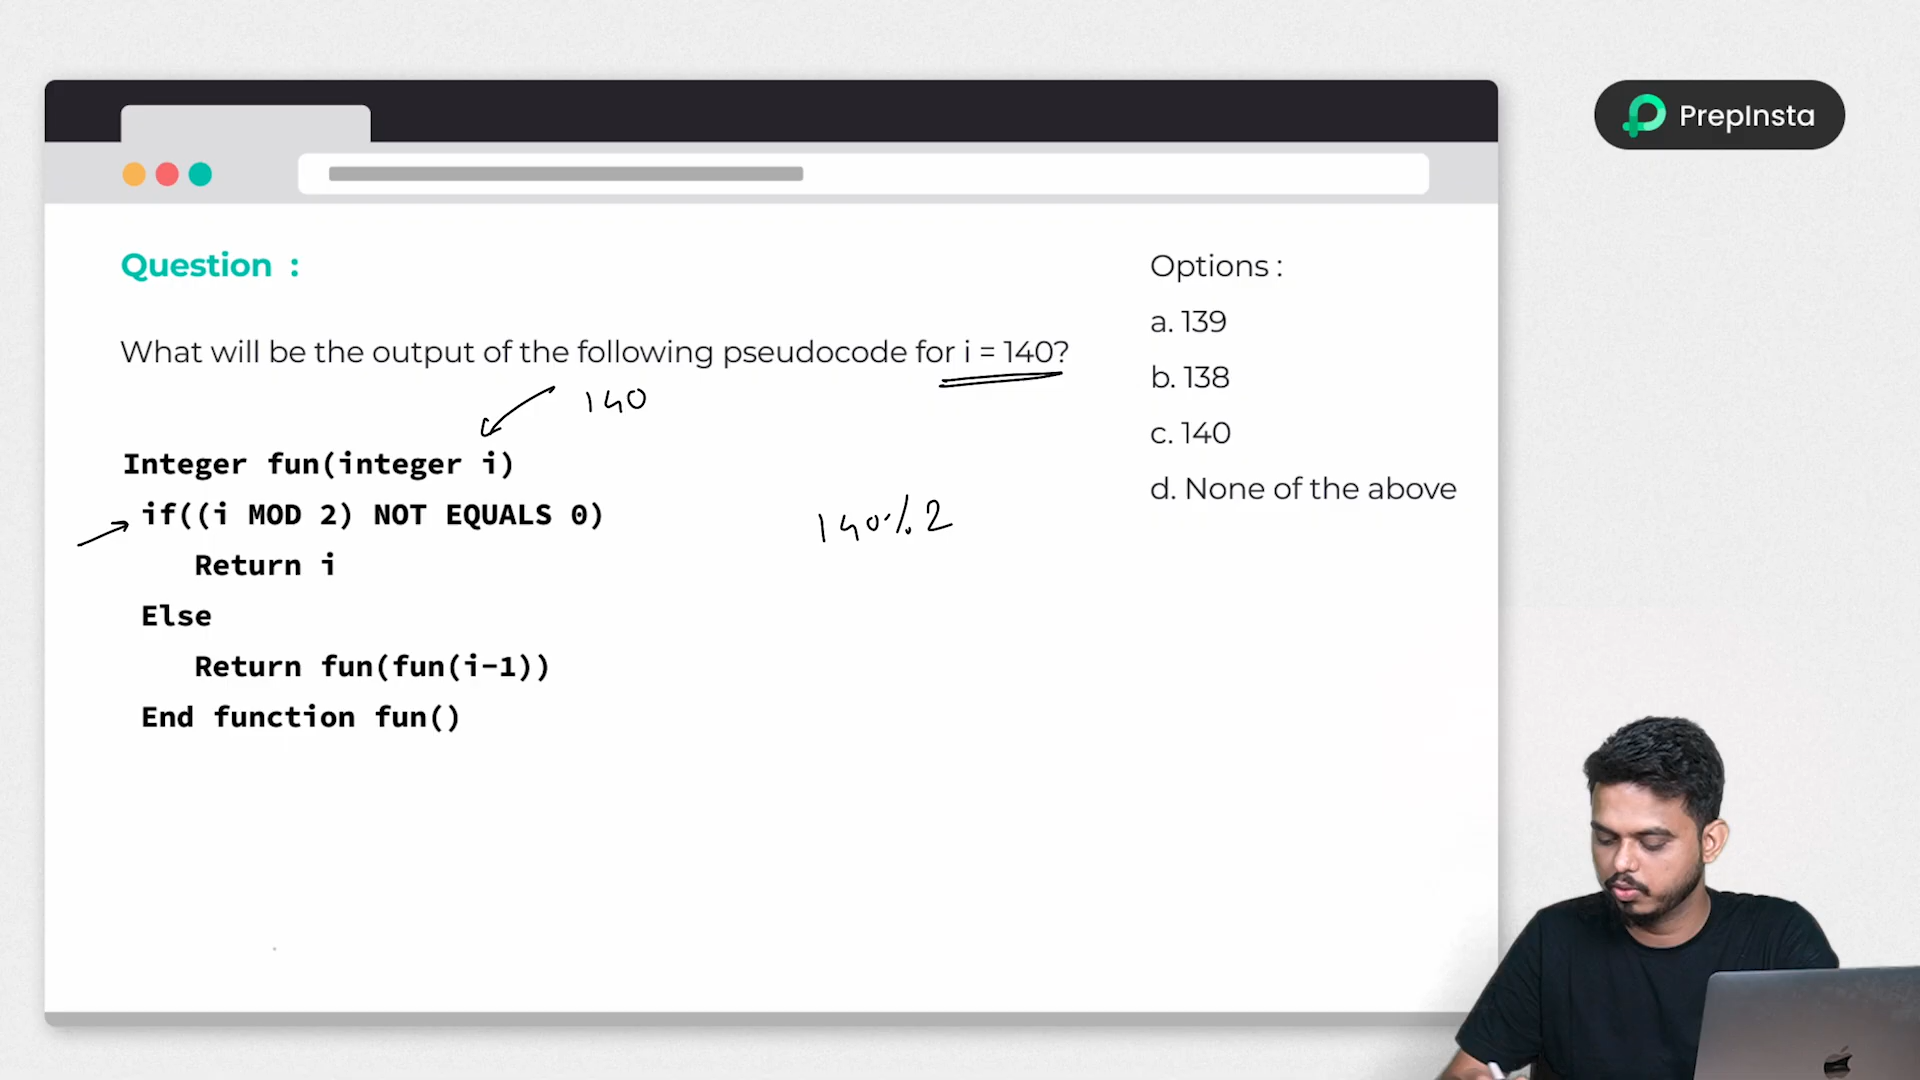 PrepInsta
Question :
What will be the output of the following pseudocode for i = 140?
140
Integer fun(integer i)
if((i MOD 2) NOT EQUALS 0)
Return i
Else
Return fun(fun(i-1))
End function fun()
140%2
Options :
a. 139
b. 138
c. 140
d. None of the above